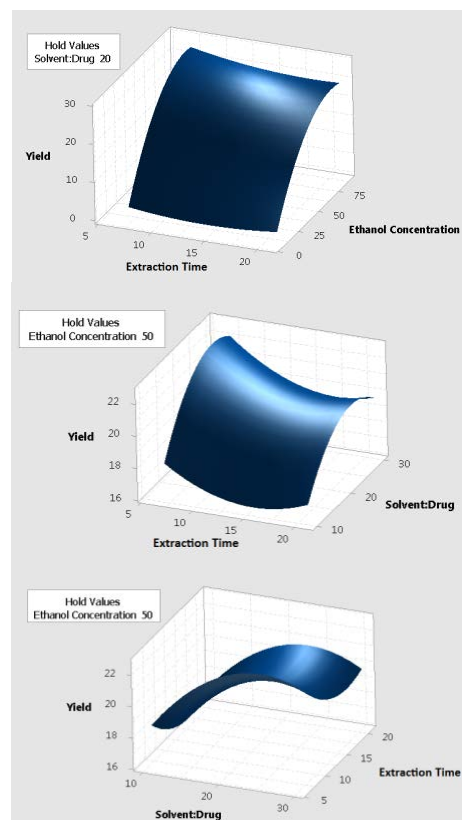 Hold Values
Solvent:Drug 20
30
20
Yield
10
0
5
10
15
20
0
25
50
75
Ethanol Concentration
Extraction Time
Hold Values
Ethanol Concentration 50
22
20
Yield
18
16
5
10
15
20
10
20
30
Solvent:Drug
Extraction Time
Hold Values
Ethanol Concentration 50
22
Yield
20
18
16
10
20
30
5
10
15
20
Extraction Time
Solvent:Drug